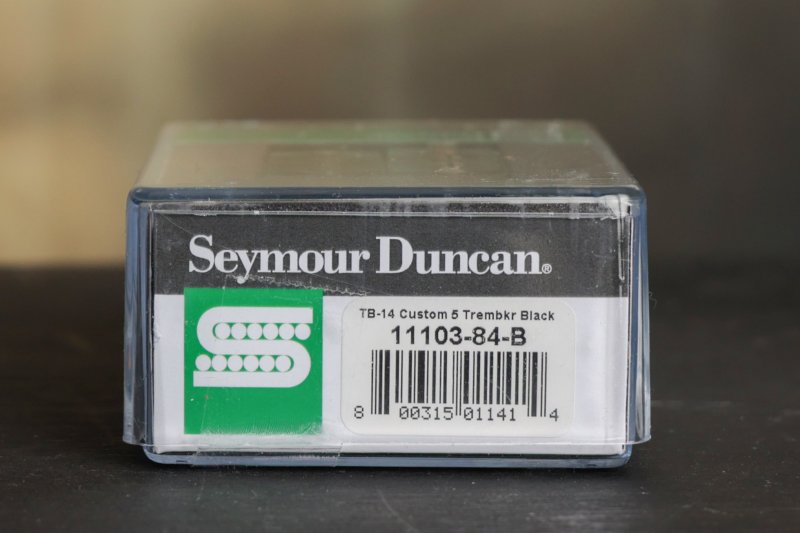 Seymour Duncan®
TB-14 Custom 5 Trembkr Black
11103-84-B
8 00315 01141 4